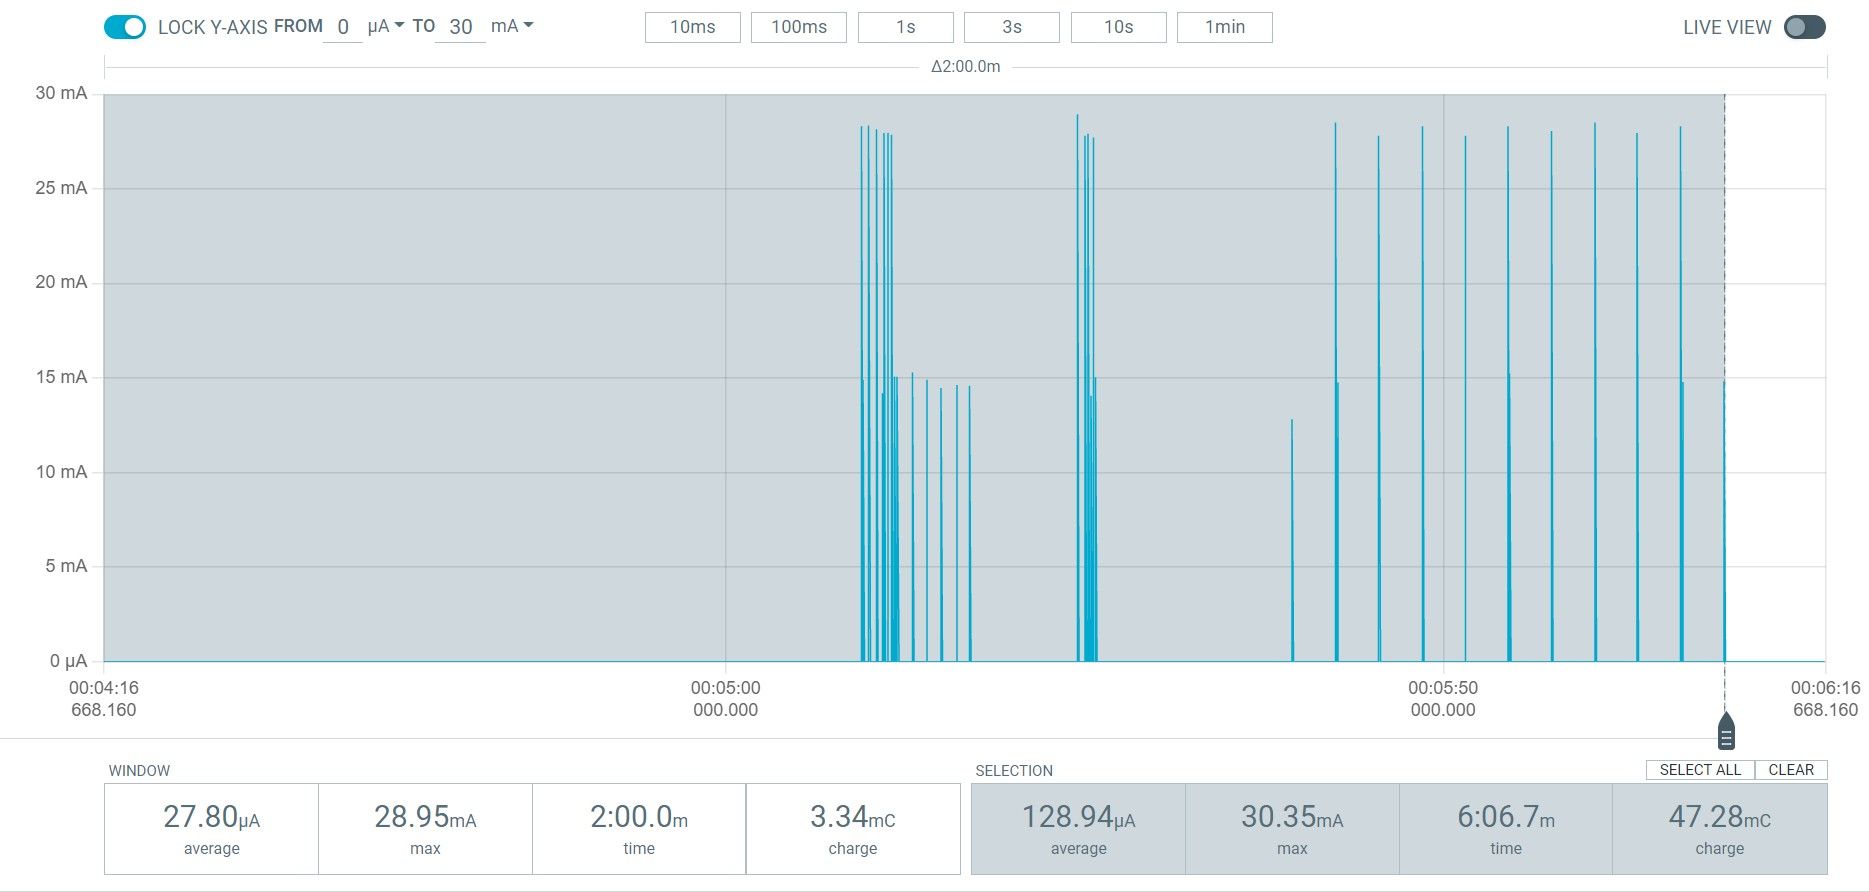 LOCK Y-AXIS FROM 0 µA TO 30 mA 10ms 100ms 1s 3s 10s 1min LIVE VIEW
Δ2:00.0m
30 mA
25 mA
20 mA
15 mA
10 mA
5 mA
0 µA
00:04:16 00:05:00 00:05:50 00:06:16
668.160 000.000 000.000 668.160
WINDOW SELECTION SELECT ALL CLEAR
27.80µA 28.95mA 2:00.0m 3.34mC 128.94µA 30.35mA 6:06.7m 47.28mC
average max time charge average max time charge